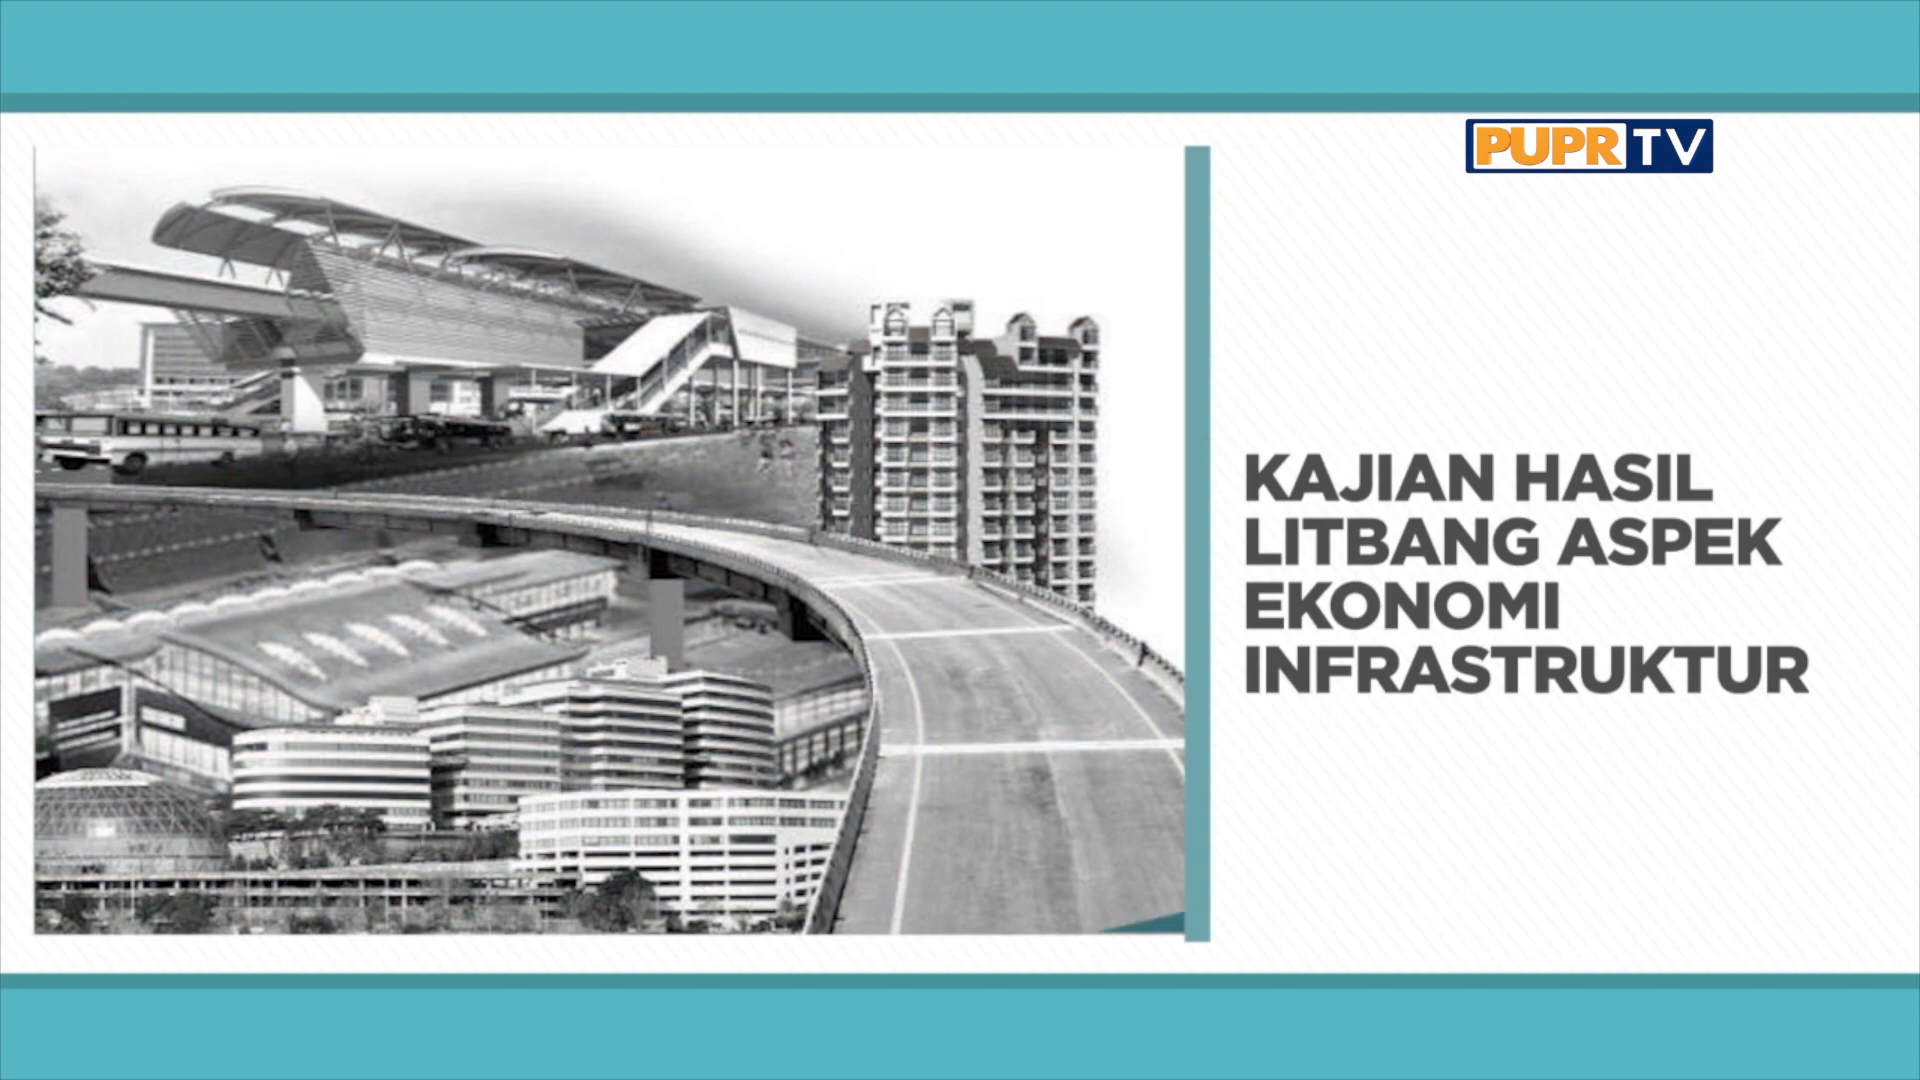 PUPR TV
KAJIAN HASIL
LITBANG ASPEK
EKONOMI
INFRASTRUKTUR